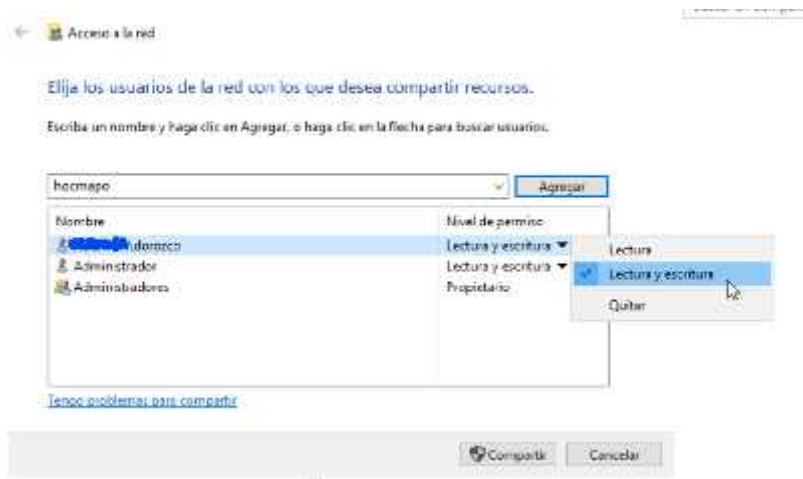 Acceso a la red
Elija los usuarios de la red con los que desea compartir recursos.
Escriba un nombre y haga clic en Agregar, o haga clic en la flecha para buscar usuarios.
hocmapo Agregar
Nombre Nivel de permiso
\dorozco Lectura y escritura
Administrador Lectura y escritura
Administradores Propietario
Lectura
Lectura y escritura
Quitar
Tengo problemas para compartir
Compartir Cancelar